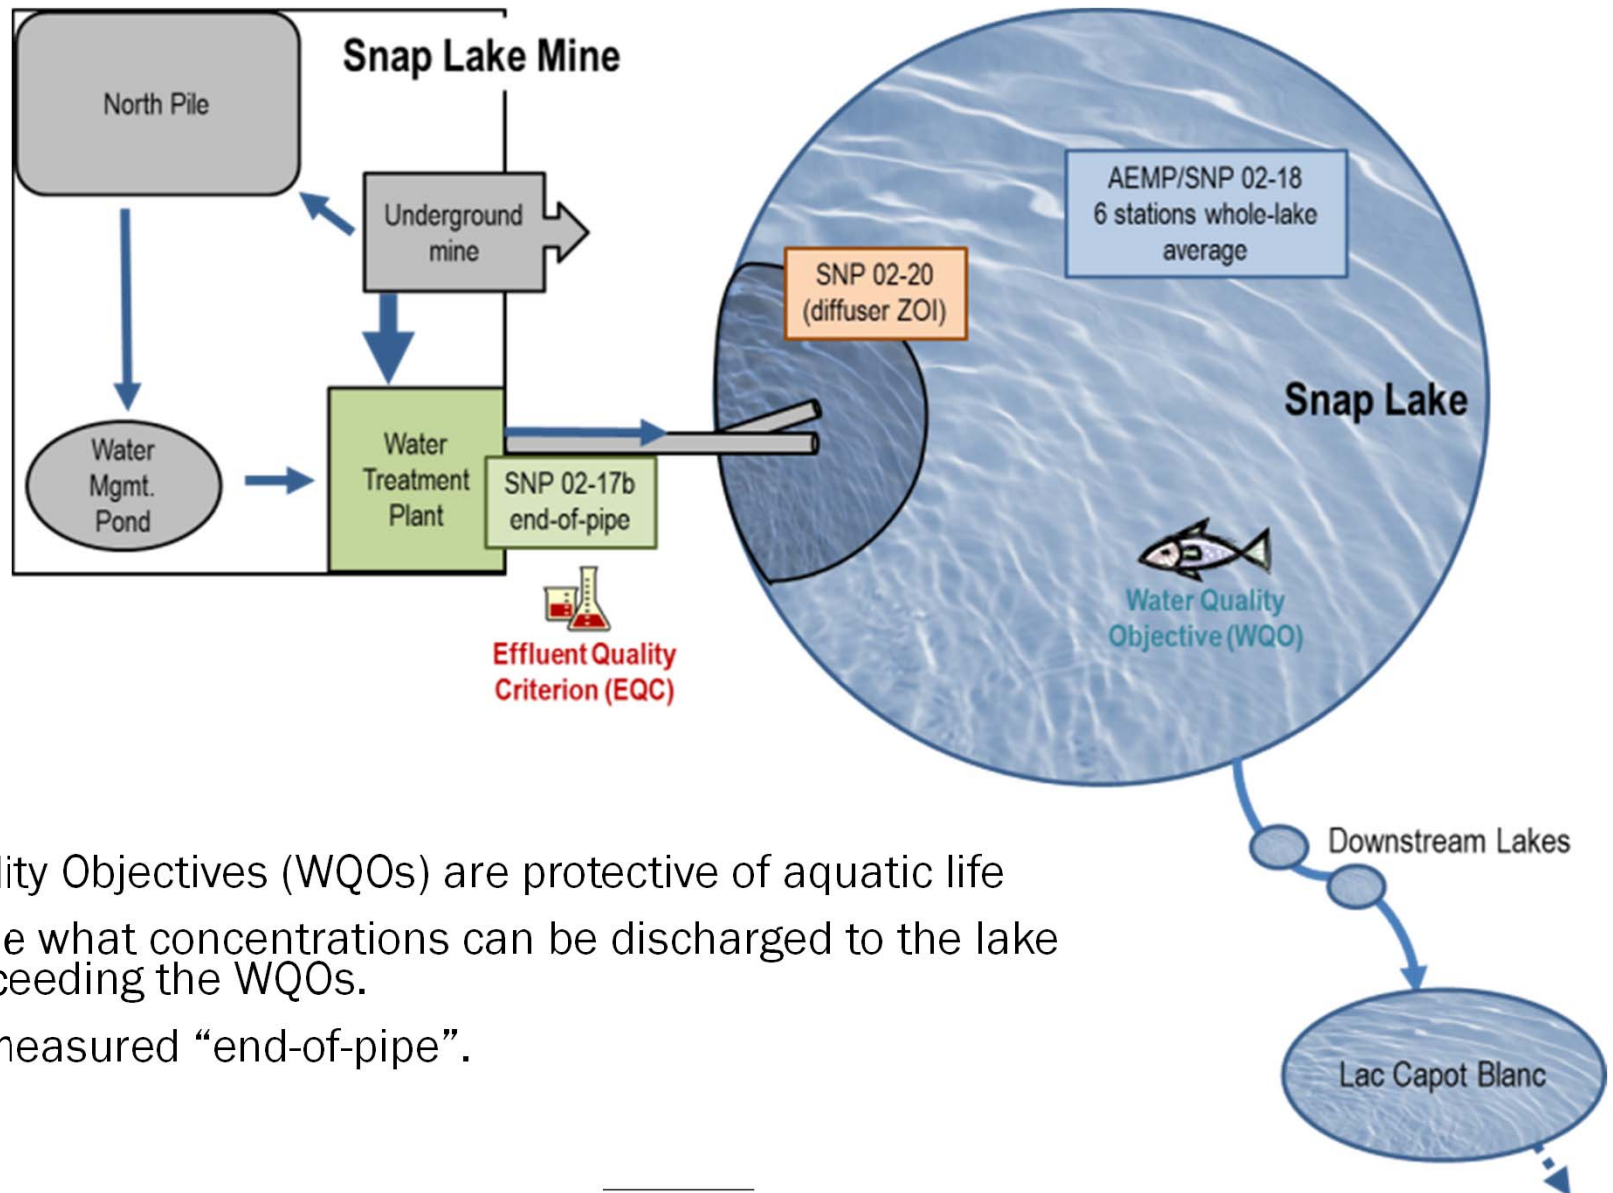 Snap Lake Mine
North Pile
Underground
mine
Water
Mgmt.
Pond
Water
Treatment
Plant
SNP 02-17b
end-of-pipe
Effluent Quality
Criterion (EQC)
SNP 02-20
(diffuser ZOI)
AEMP/SNP 02-18
6 stations whole-lake
average
Snap Lake
Water Quality
Objective (WQO)
Downstream Lakes
Lac Capot Blanc
lity Objectives (WQOs) are protective of aquatic life
e what concentrations can be discharged to the lake
ceeding the WQOs.
measured “end-of-pipe”.